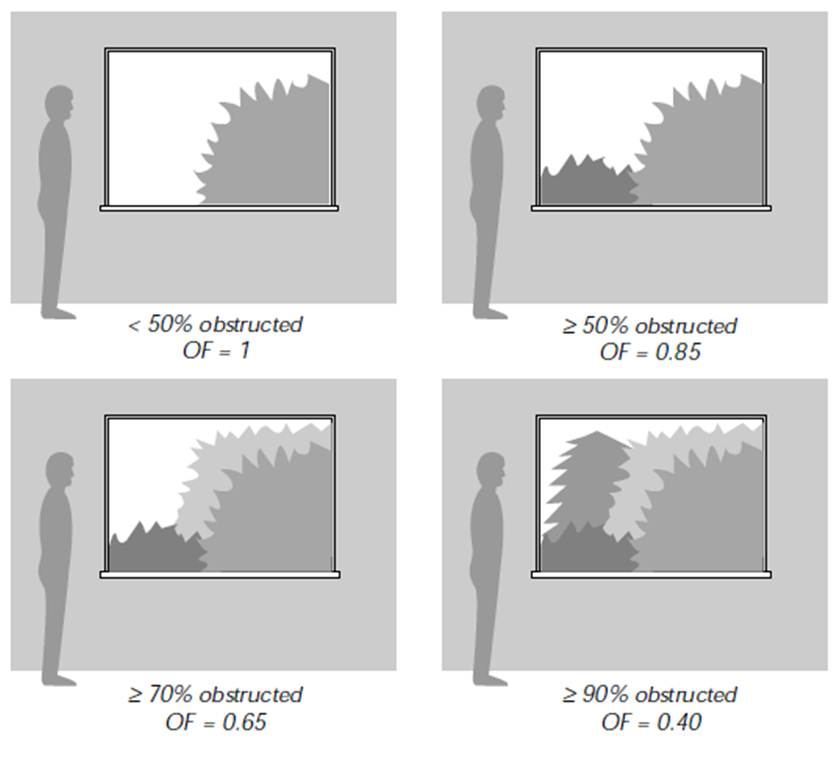 < 50% obstructed
OF = 1
≥ 50% obstructed
OF = 0.85
≥ 70% obstructed
OF = 0.65
≥ 90% obstructed
OF = 0.40